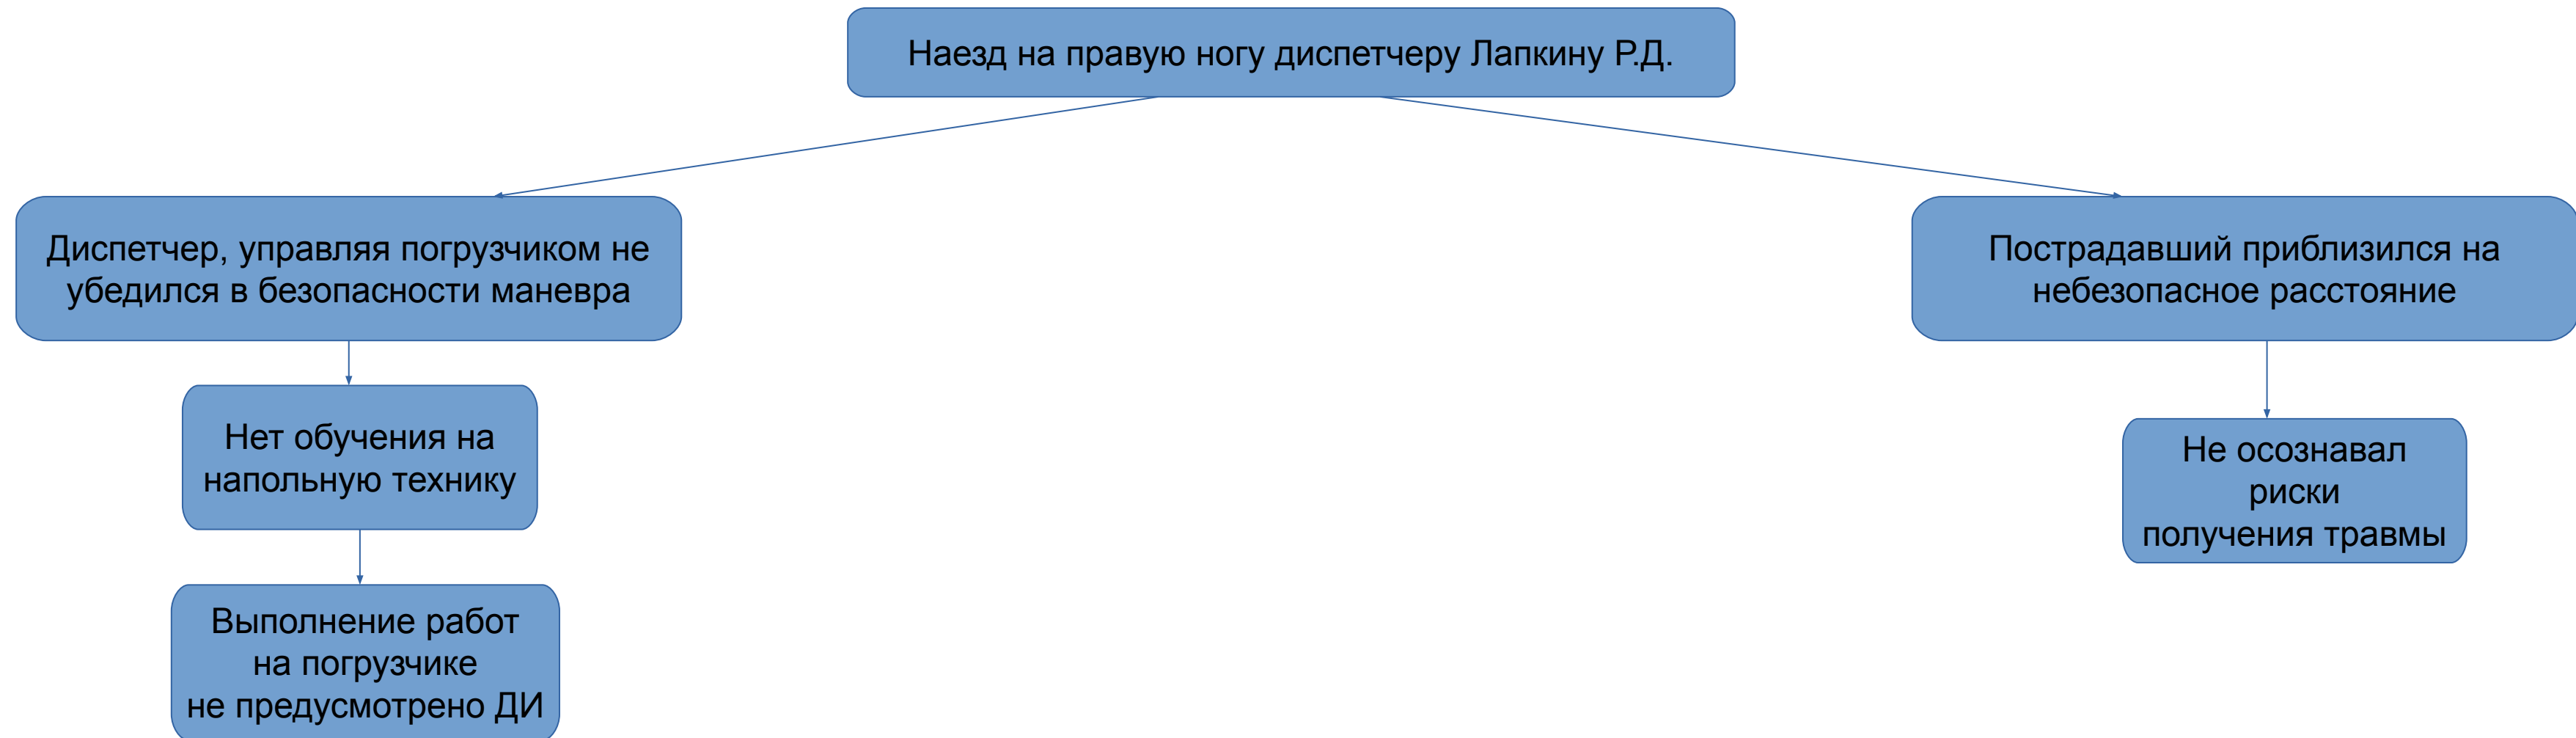 Наезд на правую ногу диспетчеру Лапкину Р.Д.
Диспетчер, управляя погрузчиком не
убедился в безопасности маневра
Пострадавший приблизился на
небезопасное расстояние
Нет обучения на
напольную технику
Не осознавал
риски
получения травмы
Выполнение работ
на погрузчике
не предусмотрено ДИ